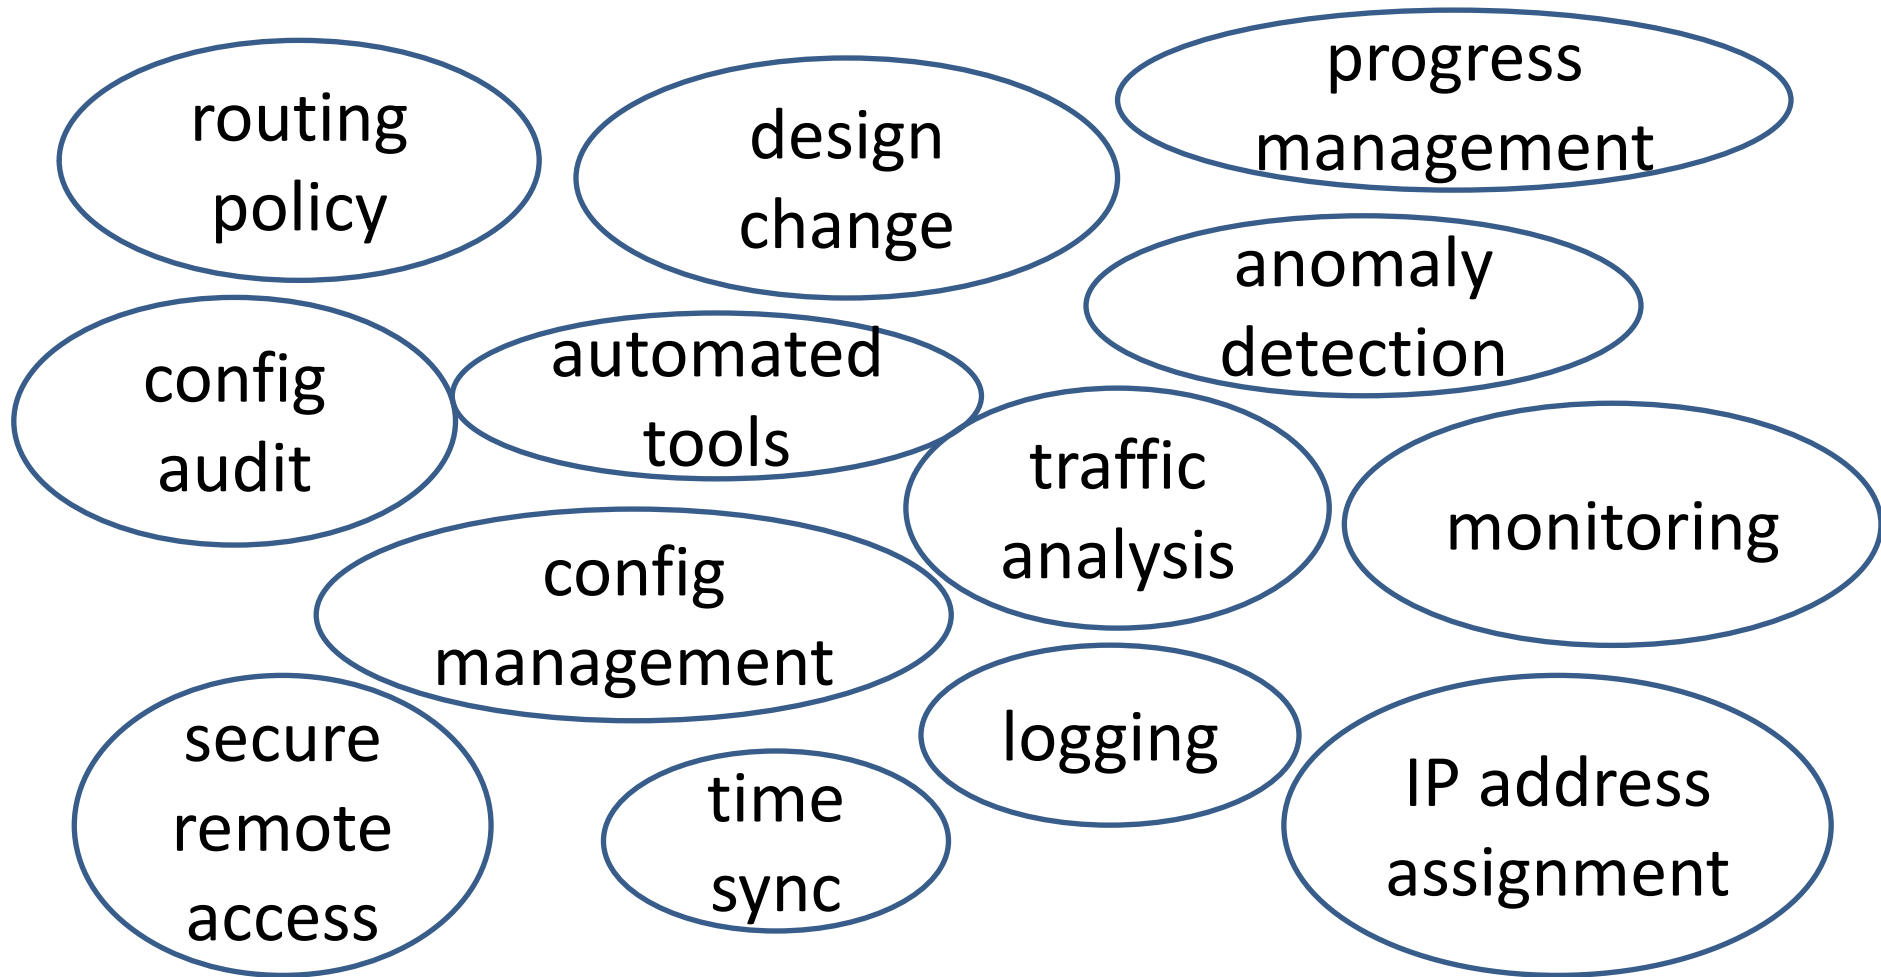 routing
policy
design
change
progress
management
anomaly
detection
config
audit
automated
tools
traffic
analysis
monitoring
config
management
secure
remote
access
time
sync
logging
IP address
assignment